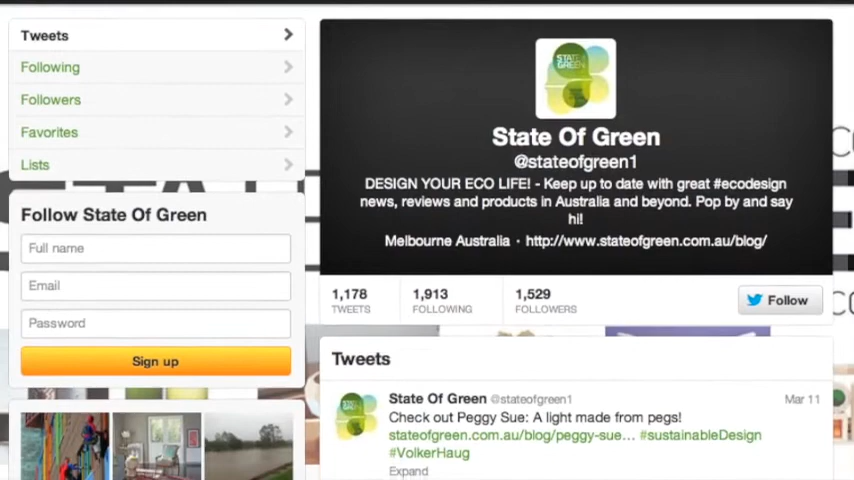 Tweets
Following
Followers
Favorites
Lists
Follow State Of Green
Full name
Email
Password
Sign up
STATE
OF GREEN
State Of Green
@stateofgreen1
DESIGN YOUR ECO LIFE! - Keep up to date with great #ecodesign
news, reviews and products in Australia and beyond. Pop by and say
hi!
Melbourne Australia · http://www.stateofgreen.com.au/blog/
1,178 1,913 1,529
TWEETS FOLLOWING FOLLOWERS
Follow
Tweets
State Of Green @stateofgreen1 Mar 11
Check out Peggy Sue: A light made from pegs!
stateofgreen.com.au/blog/peggy-sue... #sustainableDesign
#VolkerHaug
Expand